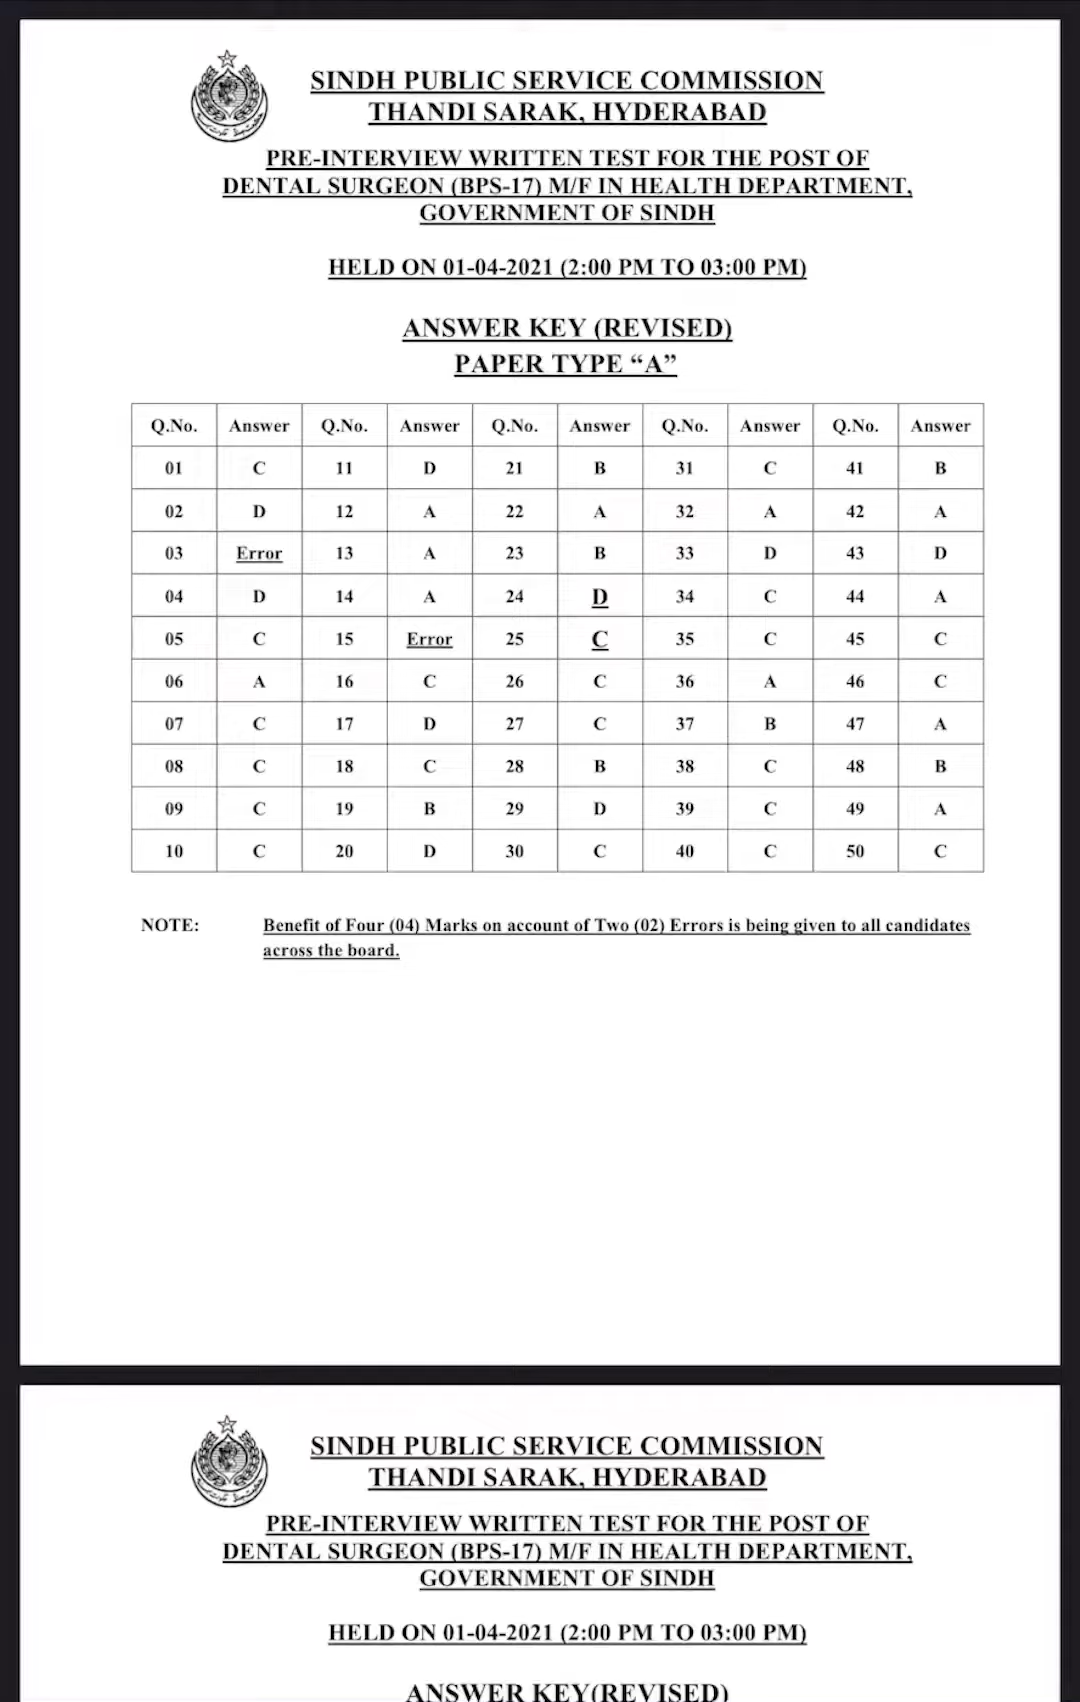 SINDH PUBLIC SERVICE COMMISSION
THANDI SARAK, HYDERABAD
PRE-INTERVIEW WRITTEN TEST FOR THE POST OF
DENTAL SURGEON (BPS-17) M/F IN HEALTH DEPARTMENT,
GOVERNMENT OF SINDH
HELD ON 01-04-2021 (2:00 PM TO 03:00 PM)
ANSWER KEY (REVISED)
PAPER TYPE “A”
Q.No. Answer Q.No. Answer Q.No. Answer Q.No. Answer Q.No. Answer
01 C 11 D 21 B 31 C 41 B
02 D 12 A 22 A 32 A 42 A
03 Error 13 A 23 B 33 D 43 D
04 D 14 A 24 D 34 C 44 A
05 C 15 Error 25 C 35 C 45 C
06 A 16 C 26 C 36 A 46 C
07 C 17 D 27 C 37 B 47 A
08 C 18 C 28 B 38 C 48 B
09 C 19 B 29 D 39 C 49 A
10 C 20 D 30 C 40 C 50 C
NOTE: Benefit of Four (04) Marks on account of Two (02) Errors is being given to all candidates
across the board.
SINDH PUBLIC SERVICE COMMISSION
THANDI SARAK, HYDERABAD
PRE-INTERVIEW WRITTEN TEST FOR THE POST OF
DENTAL SURGEON (BPS-17) M/F IN HEALTH DEPARTMENT,
GOVERNMENT OF SINDH
HELD ON 01-04-2021 (2:00 PM TO 03:00 PM)
ANSWER KEY(REVISED)